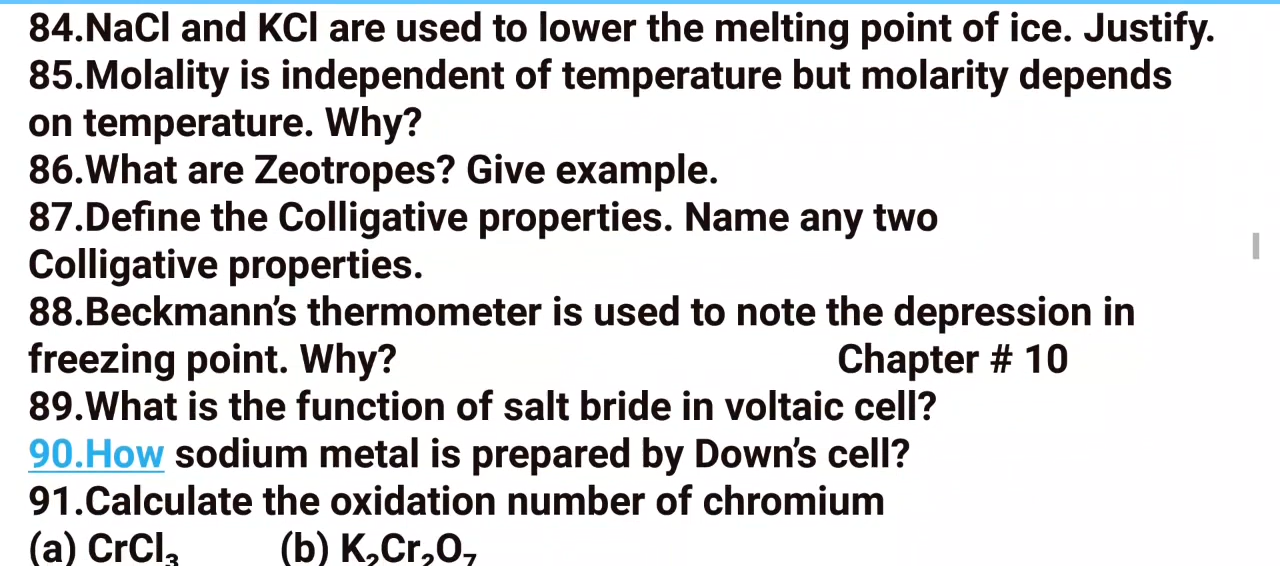 84.NaCl and KCl are used to lower the melting point of ice. Justify.
85.Molality is independent of temperature but molarity depends
on temperature. Why?
86.What are Zeotropes? Give example.
87.Define the Colligative properties. Name any two
Colligative properties.
88.Beckmann's thermometer is used to note the depression in
freezing point. Why? Chapter # 10
89.What is the function of salt bride in voltaic cell?
90.How sodium metal is prepared by Down's cell?
91.Calculate the oxidation number of chromium
(a) CrCl₃ (b) K₂Cr₂O₇